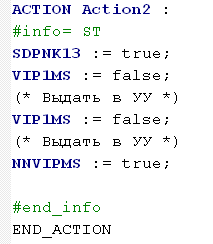 ACTION Action2 :
#info= ST
SDPNK13 := true;
VIP1MS := false;
(* Выдать в УУ *)
VIP1MS := false;
(* Выдать в УУ *)
NNVIPMS := true;
#end_info
END_ACTION